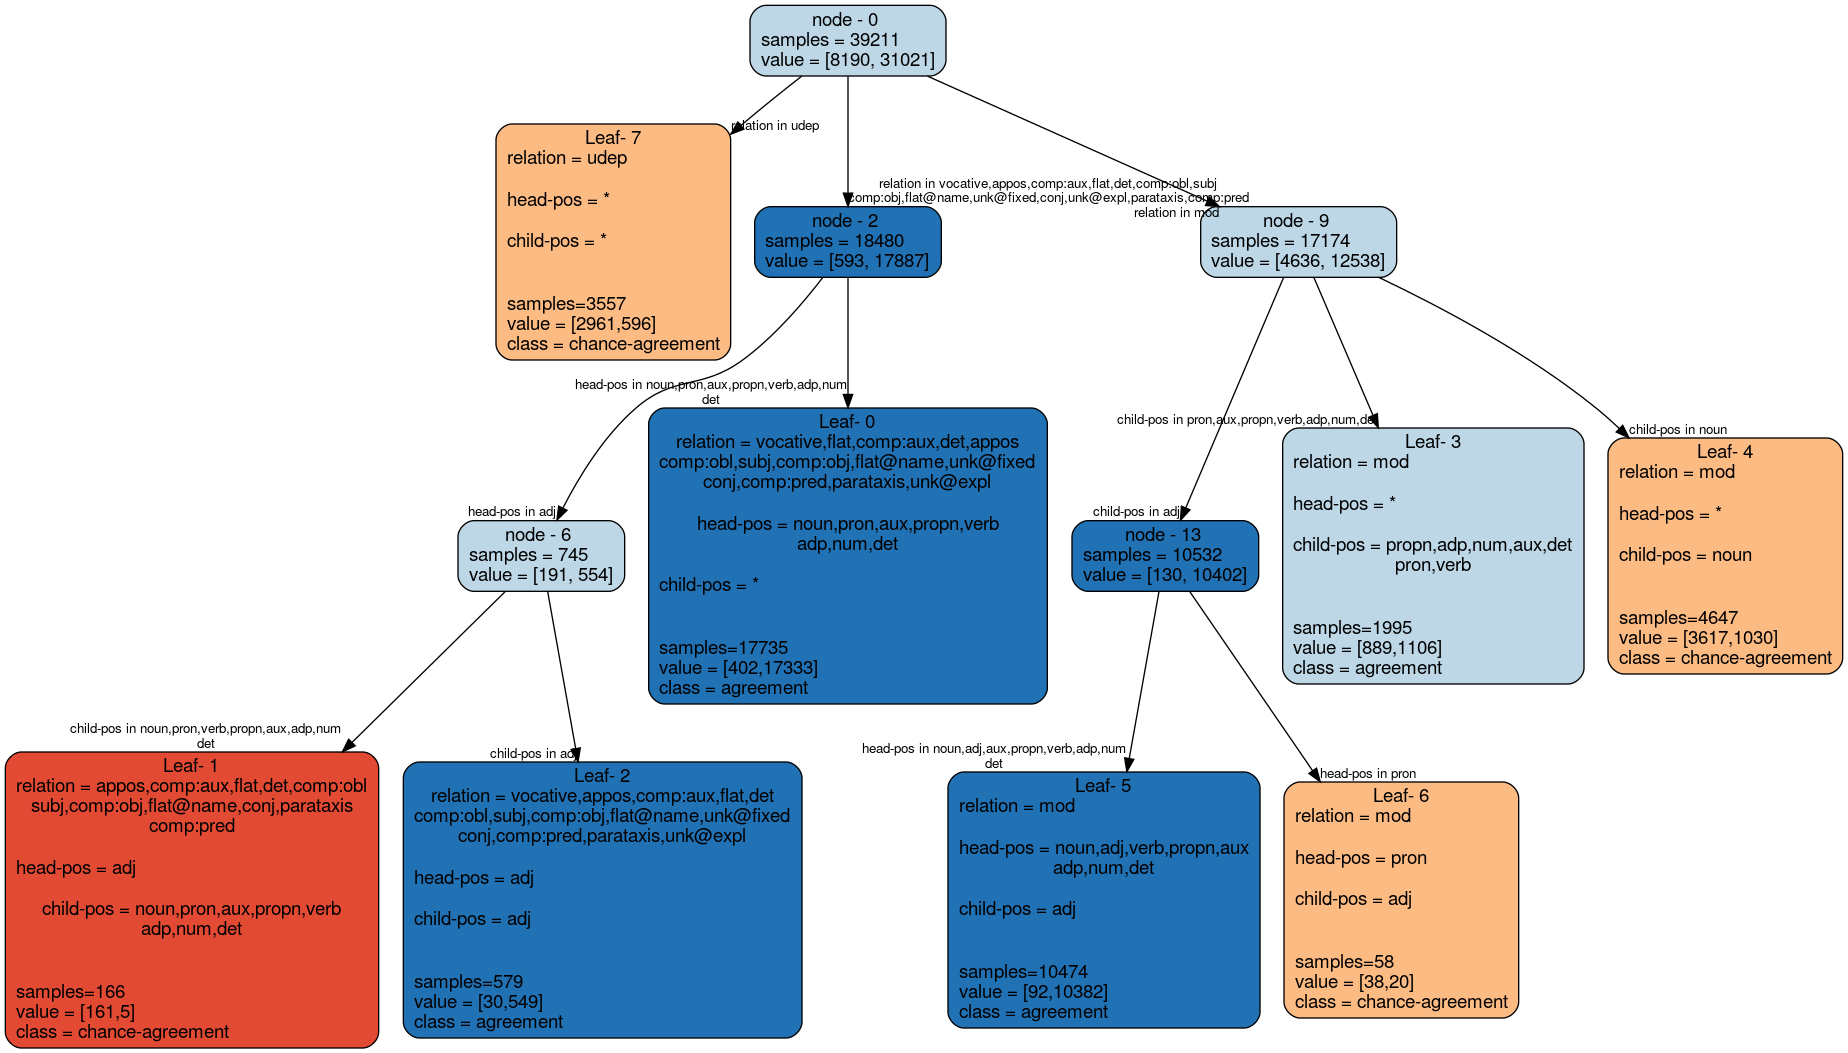 node - 0
samples = 39211
value = [8190, 31021]
relation in udep
Leaf- 7
relation = udep
head-pos = *
child-pos = *
samples=3557
value = [2961,596]
class = chance-agreement
relation in vocative,appos,comp:aux,flat,det,comp:obl,subj
comp:obj,flat@name,unk@fixed,conj,unk@expl,parataxis,comp:pred
relation in mod
node - 2
samples = 18480
value = [593, 17887]
node - 9
samples = 17174
value = [4636, 12538]
head-pos in noun,pron,aux,propn,verb,adp,num
det
Leaf- 0
relation = vocative,flat,comp:aux,det,appos
comp:obl,subj,comp:obj,flat@name,unk@fixed
conj,comp:pred,parataxis,unk@expl
head-pos = noun,pron,aux,propn,verb
adp,num,det
child-pos = *
samples=17735
value = [402,17333]
class = agreement
child-pos in pron,aux,propn,verb,adp,num,det
Leaf- 3
relation = mod
head-pos = *
child-pos = propn,adp,num,aux,det
pron,verb
samples=1995
value = [889,1106]
class = agreement
child-pos in noun
Leaf- 4
relation = mod
head-pos = *
child-pos = noun
samples=4647
value = [3617,1030]
class = chance-agreement
head-pos in adj
node - 6
samples = 745
value = [191, 554]
child-pos in adj
node - 13
samples = 10532
value = [130, 10402]
child-pos in noun,pron,verb,propn,aux,adp,num
det
Leaf- 1
relation = appos,comp:aux,flat,det,comp:obl
subj,comp:obj,flat@name,conj,parataxis
comp:pred
head-pos = adj
child-pos = noun,pron,aux,propn,verb
adp,num,det
samples=166
value = [161,5]
class = chance-agreement
child-pos in adj
Leaf- 2
relation = vocative,appos,comp:aux,flat,det
comp:obl,subj,comp:obj,flat@name,unk@fixed
conj,comp:pred,parataxis,unk@expl
head-pos = adj
child-pos = adj
samples=579
value = [30,549]
class = agreement
head-pos in noun,adj,aux,propn,verb,adp,num
det
Leaf- 5
relation = mod
head-pos = noun,adj,verb,propn,aux
adp,num,det
child-pos = adj
samples=10474
value = [92,10382]
class = agreement
head-pos in pron
Leaf- 6
relation = mod
head-pos = pron
child-pos = adj
samples=58
value = [38,20]
class = chance-agreement